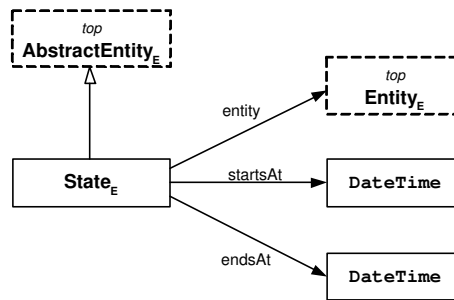 top
AbstractEntity_E
top
Entity_E
entity
State_E
startsAt
DateTime
endsAt
DateTime